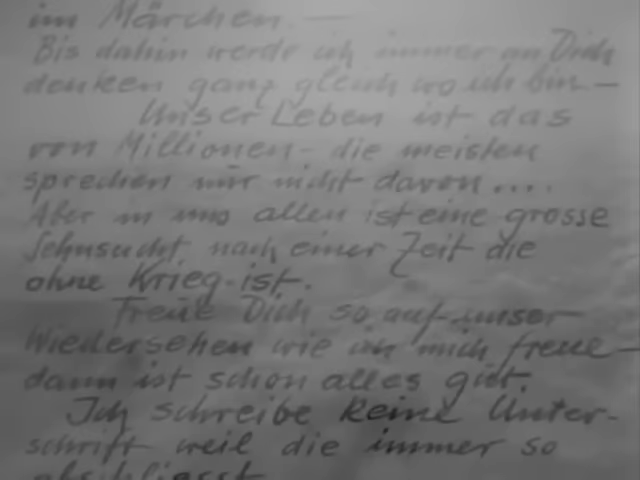 im Märchen. —
Bis dahin werde ich immer an Dich
denken ganz gleich wo ich bin —
Unser Leben ist das
von Millionen - die meisten
sprechen nur nicht davon....
Aber in uns allen ist eine grosse
Sehnsucht, nach einer Zeit die
ohne Krieg ist.
Freue Dich so auf unser
Wiedersehen wie ich mich freue —
dann ist schon alles gut.
Ich schreibe keine Unter-
schrift weil die immer so
abschliesst